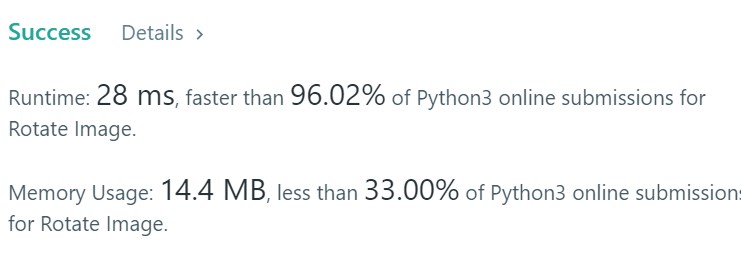 Success Details >
Runtime: 28 ms, faster than 96.02% of Python3 online submissions for
Rotate Image.
Memory Usage: 14.4 MB, less than 33.00% of Python3 online submissions
for Rotate Image.